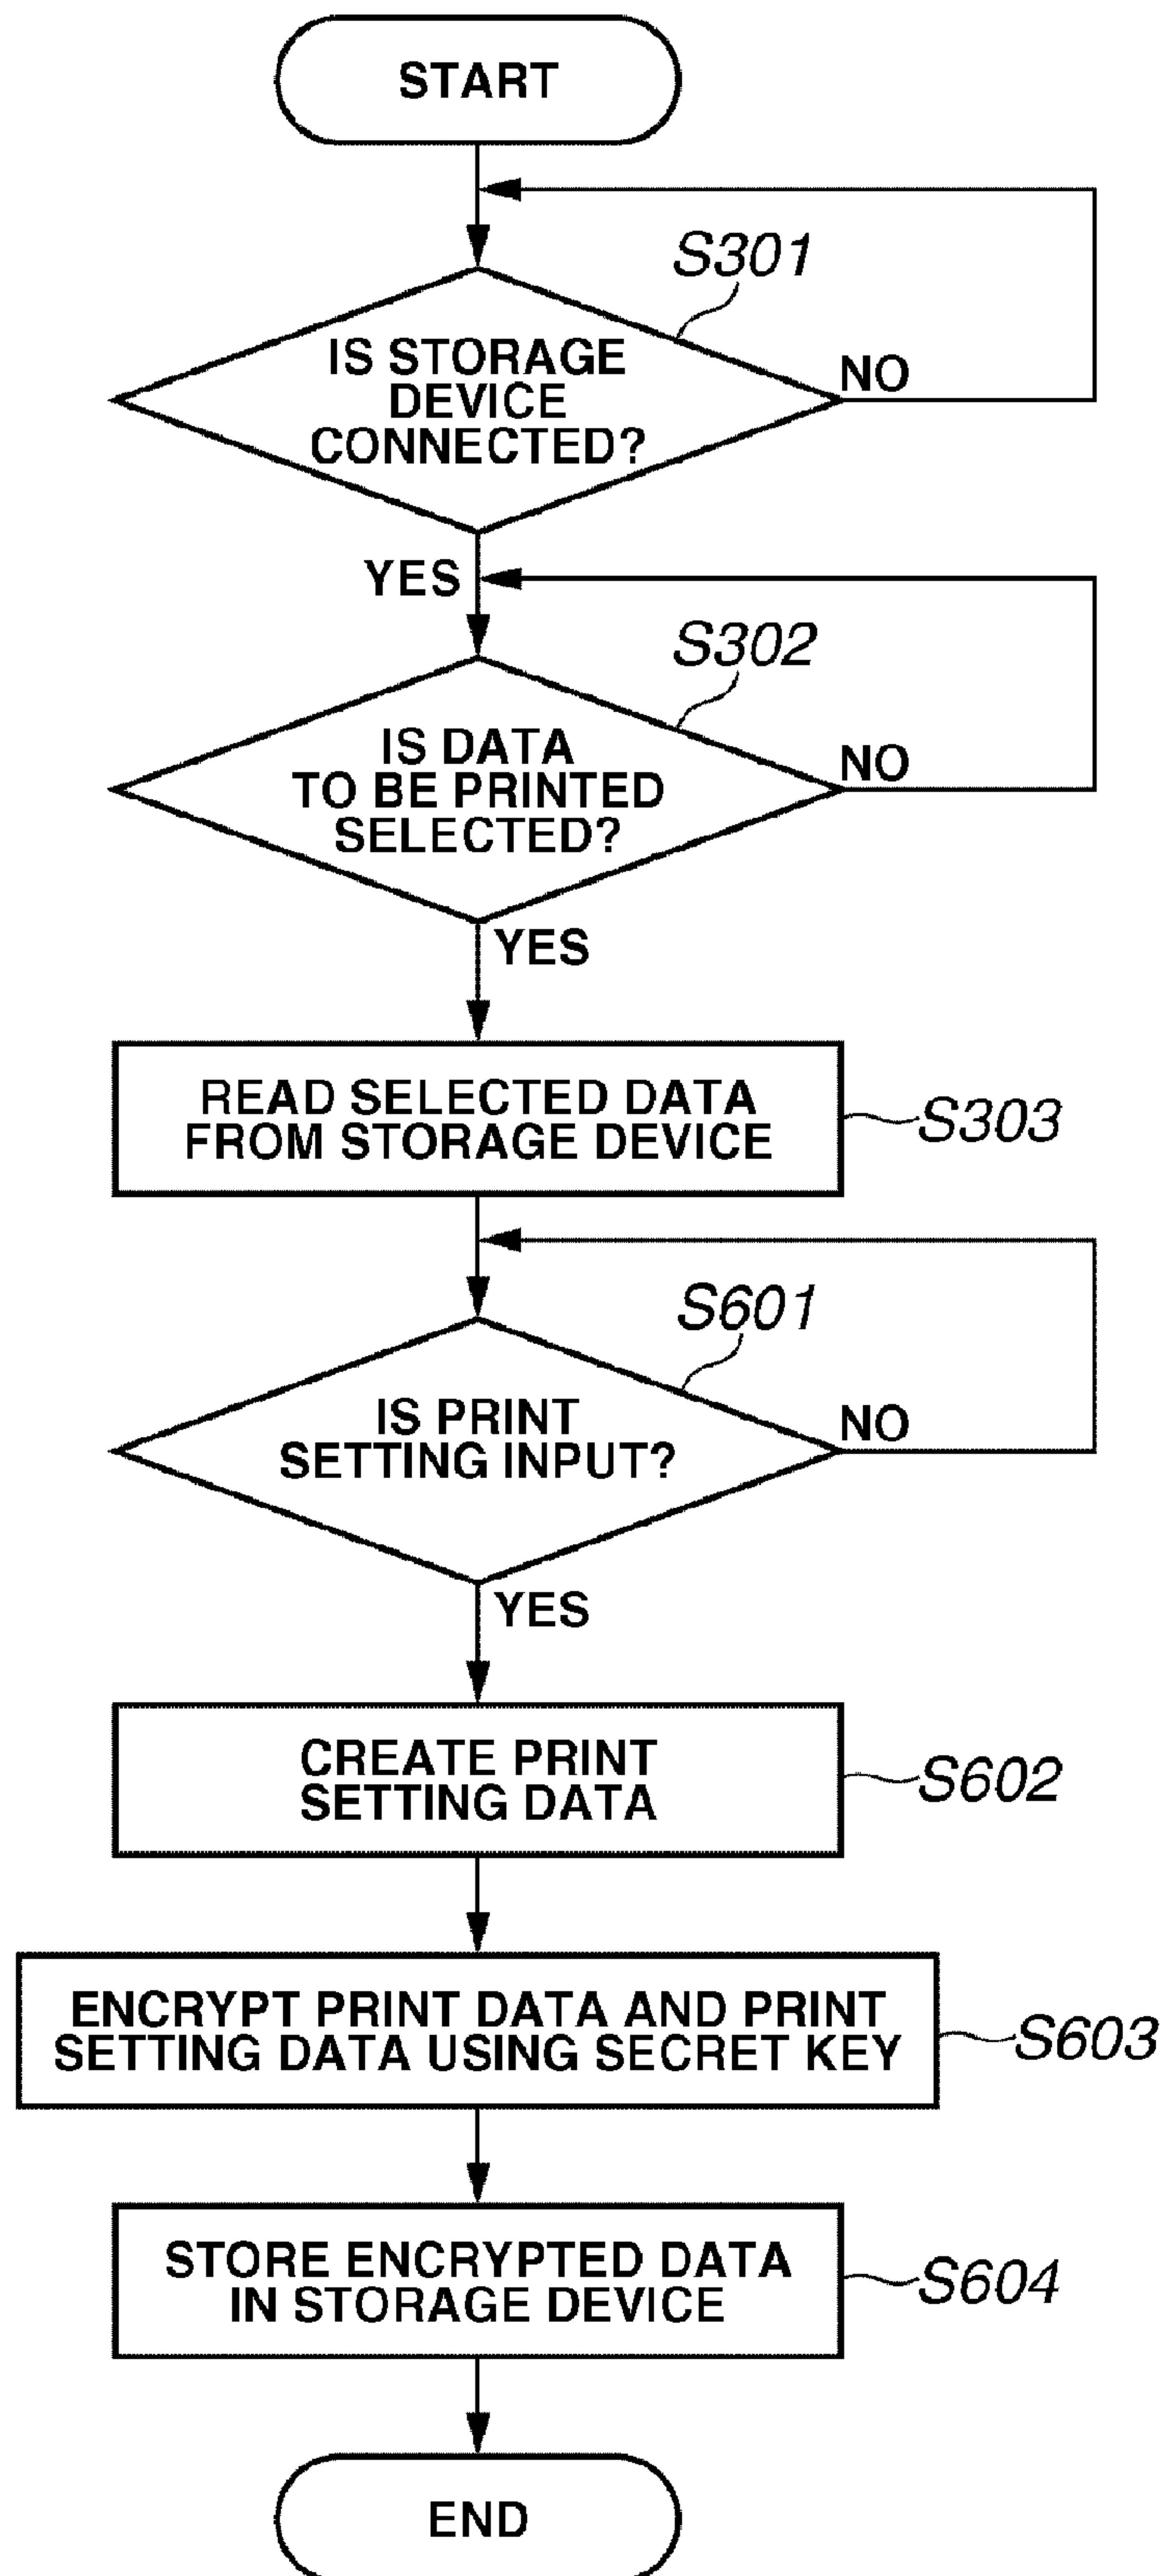 START
S301
IS STORAGE
DEVICE
CONNECTED?
NO
YES
S302
IS DATA
TO BE PRINTED
SELECTED?
NO
YES
READ SELECTED DATA
FROM STORAGE DEVICE
S303
S601
IS PRINT
SETTING INPUT?
NO
YES
CREATE PRINT
SETTING DATA
S602
ENCRYPT PRINT DATA AND PRINT
SETTING DATA USING SECRET KEY
S603
STORE ENCRYPTED DATA
IN STORAGE DEVICE
S604
END